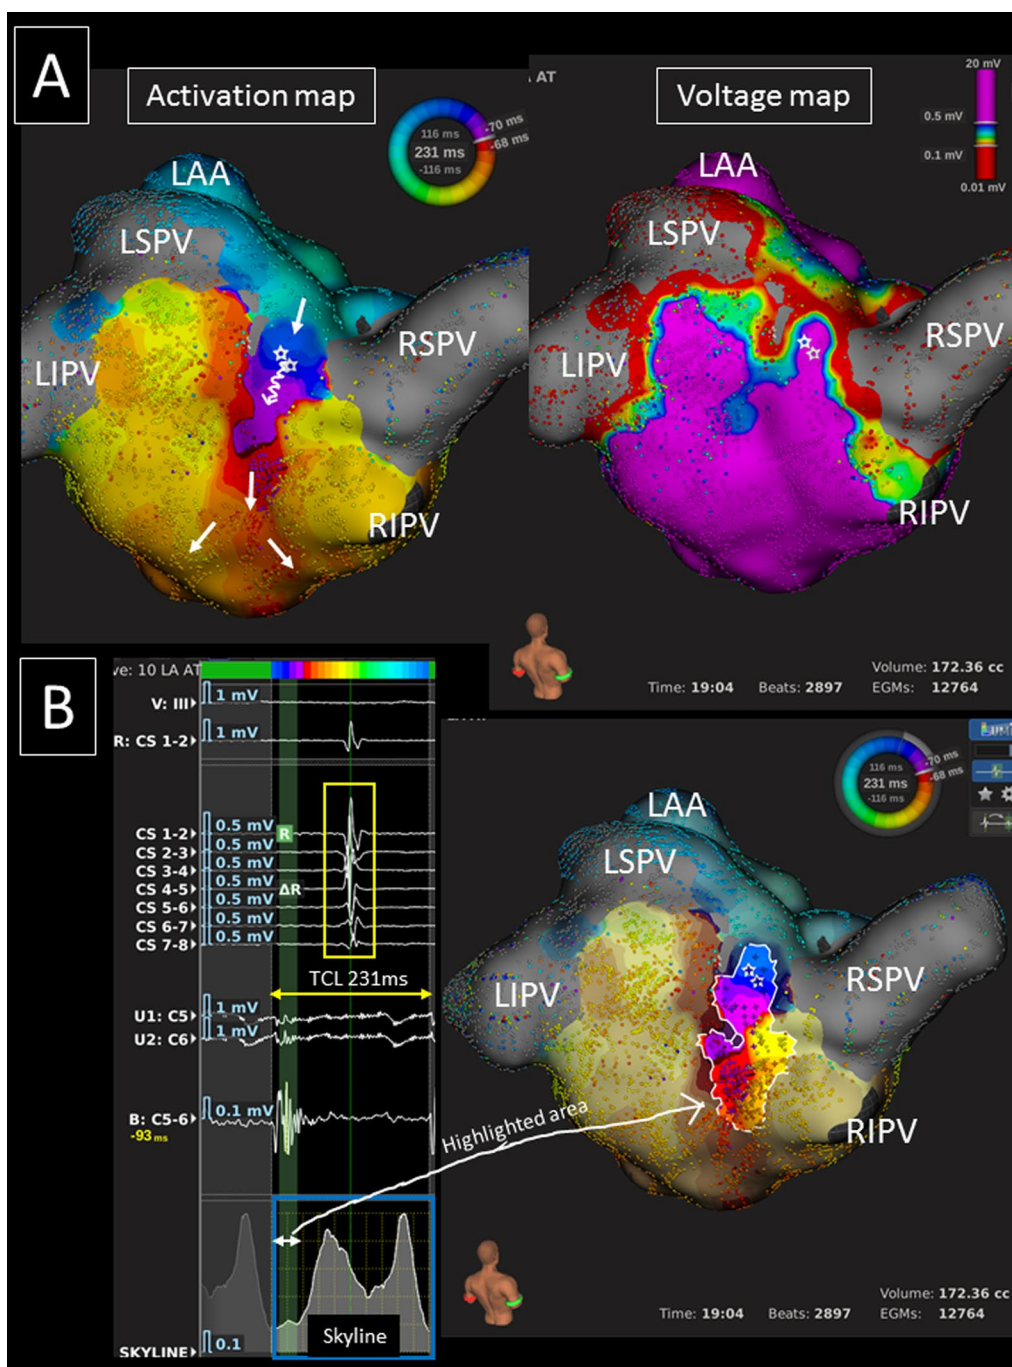 A
Activation map
Voltage map
AT
116 ms
231 ms
-116 ms
-70 ms
-68 ms
20 mV
0.5 mV
0.1 mV
0.01 mV
LAA
LSPV
LIPV
RSPV
RIPV
LAA
LSPV
LIPV
RSPV
RIPV
Volume: 172.36 cc
Time: 19:04 Beats: 2897 EGMs: 12764
B
ve: 10 LA AT
V: III
1 mV
R: CS 1-2
1 mV
CS 1-2
0.5 mV
R
CS 2-3
0.5 mV
CS 3-4
0.5 mV
CS 4-5
0.5 mV
ΔR
CS 5-6
0.5 mV
CS 6-7
0.5 mV
CS 7-8
0.5 mV
TCL 231ms
U1: C5
1 mV
U2: C6
1 mV
B: C5-6
0.1 mV
-93 ms
Highlighted area
SKYLINE
0.1
Skyline
116 ms
231 ms
-116 ms
-70 ms
-68 ms
LAA
LSPV
LIPV
RSPV
RIPV
Volume: 172.36 cc
Time: 19:04 Beats: 2897 EGMs: 12764